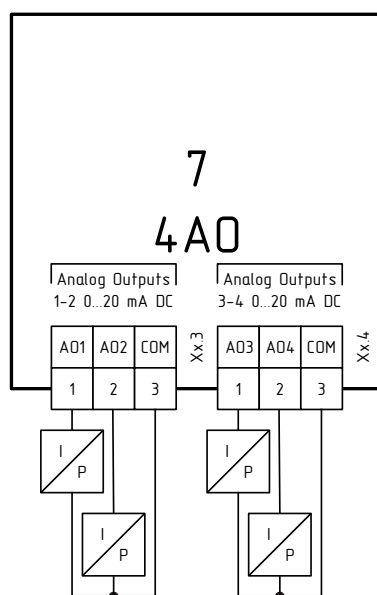 7
4AO
Analog Outputs
1-2 0...20 mA DC
Analog Outputs
3-4 0...20 mA DC
AO1 AO2 COM
Xx.3
AO3 AO4 COM
Xx.4
1 2 3
1 2 3
I
P
I
P
I
P
I
P